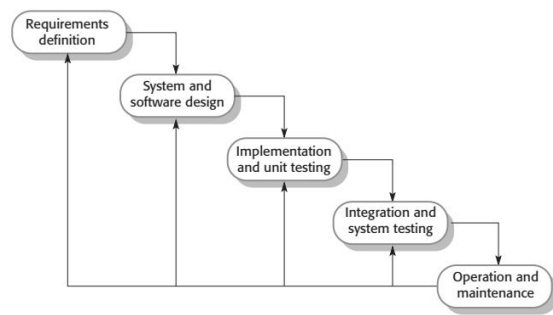 Requirements
definition
System and
software design
Implementation
and unit testing
Integration and
system testing
Operation and
maintenance